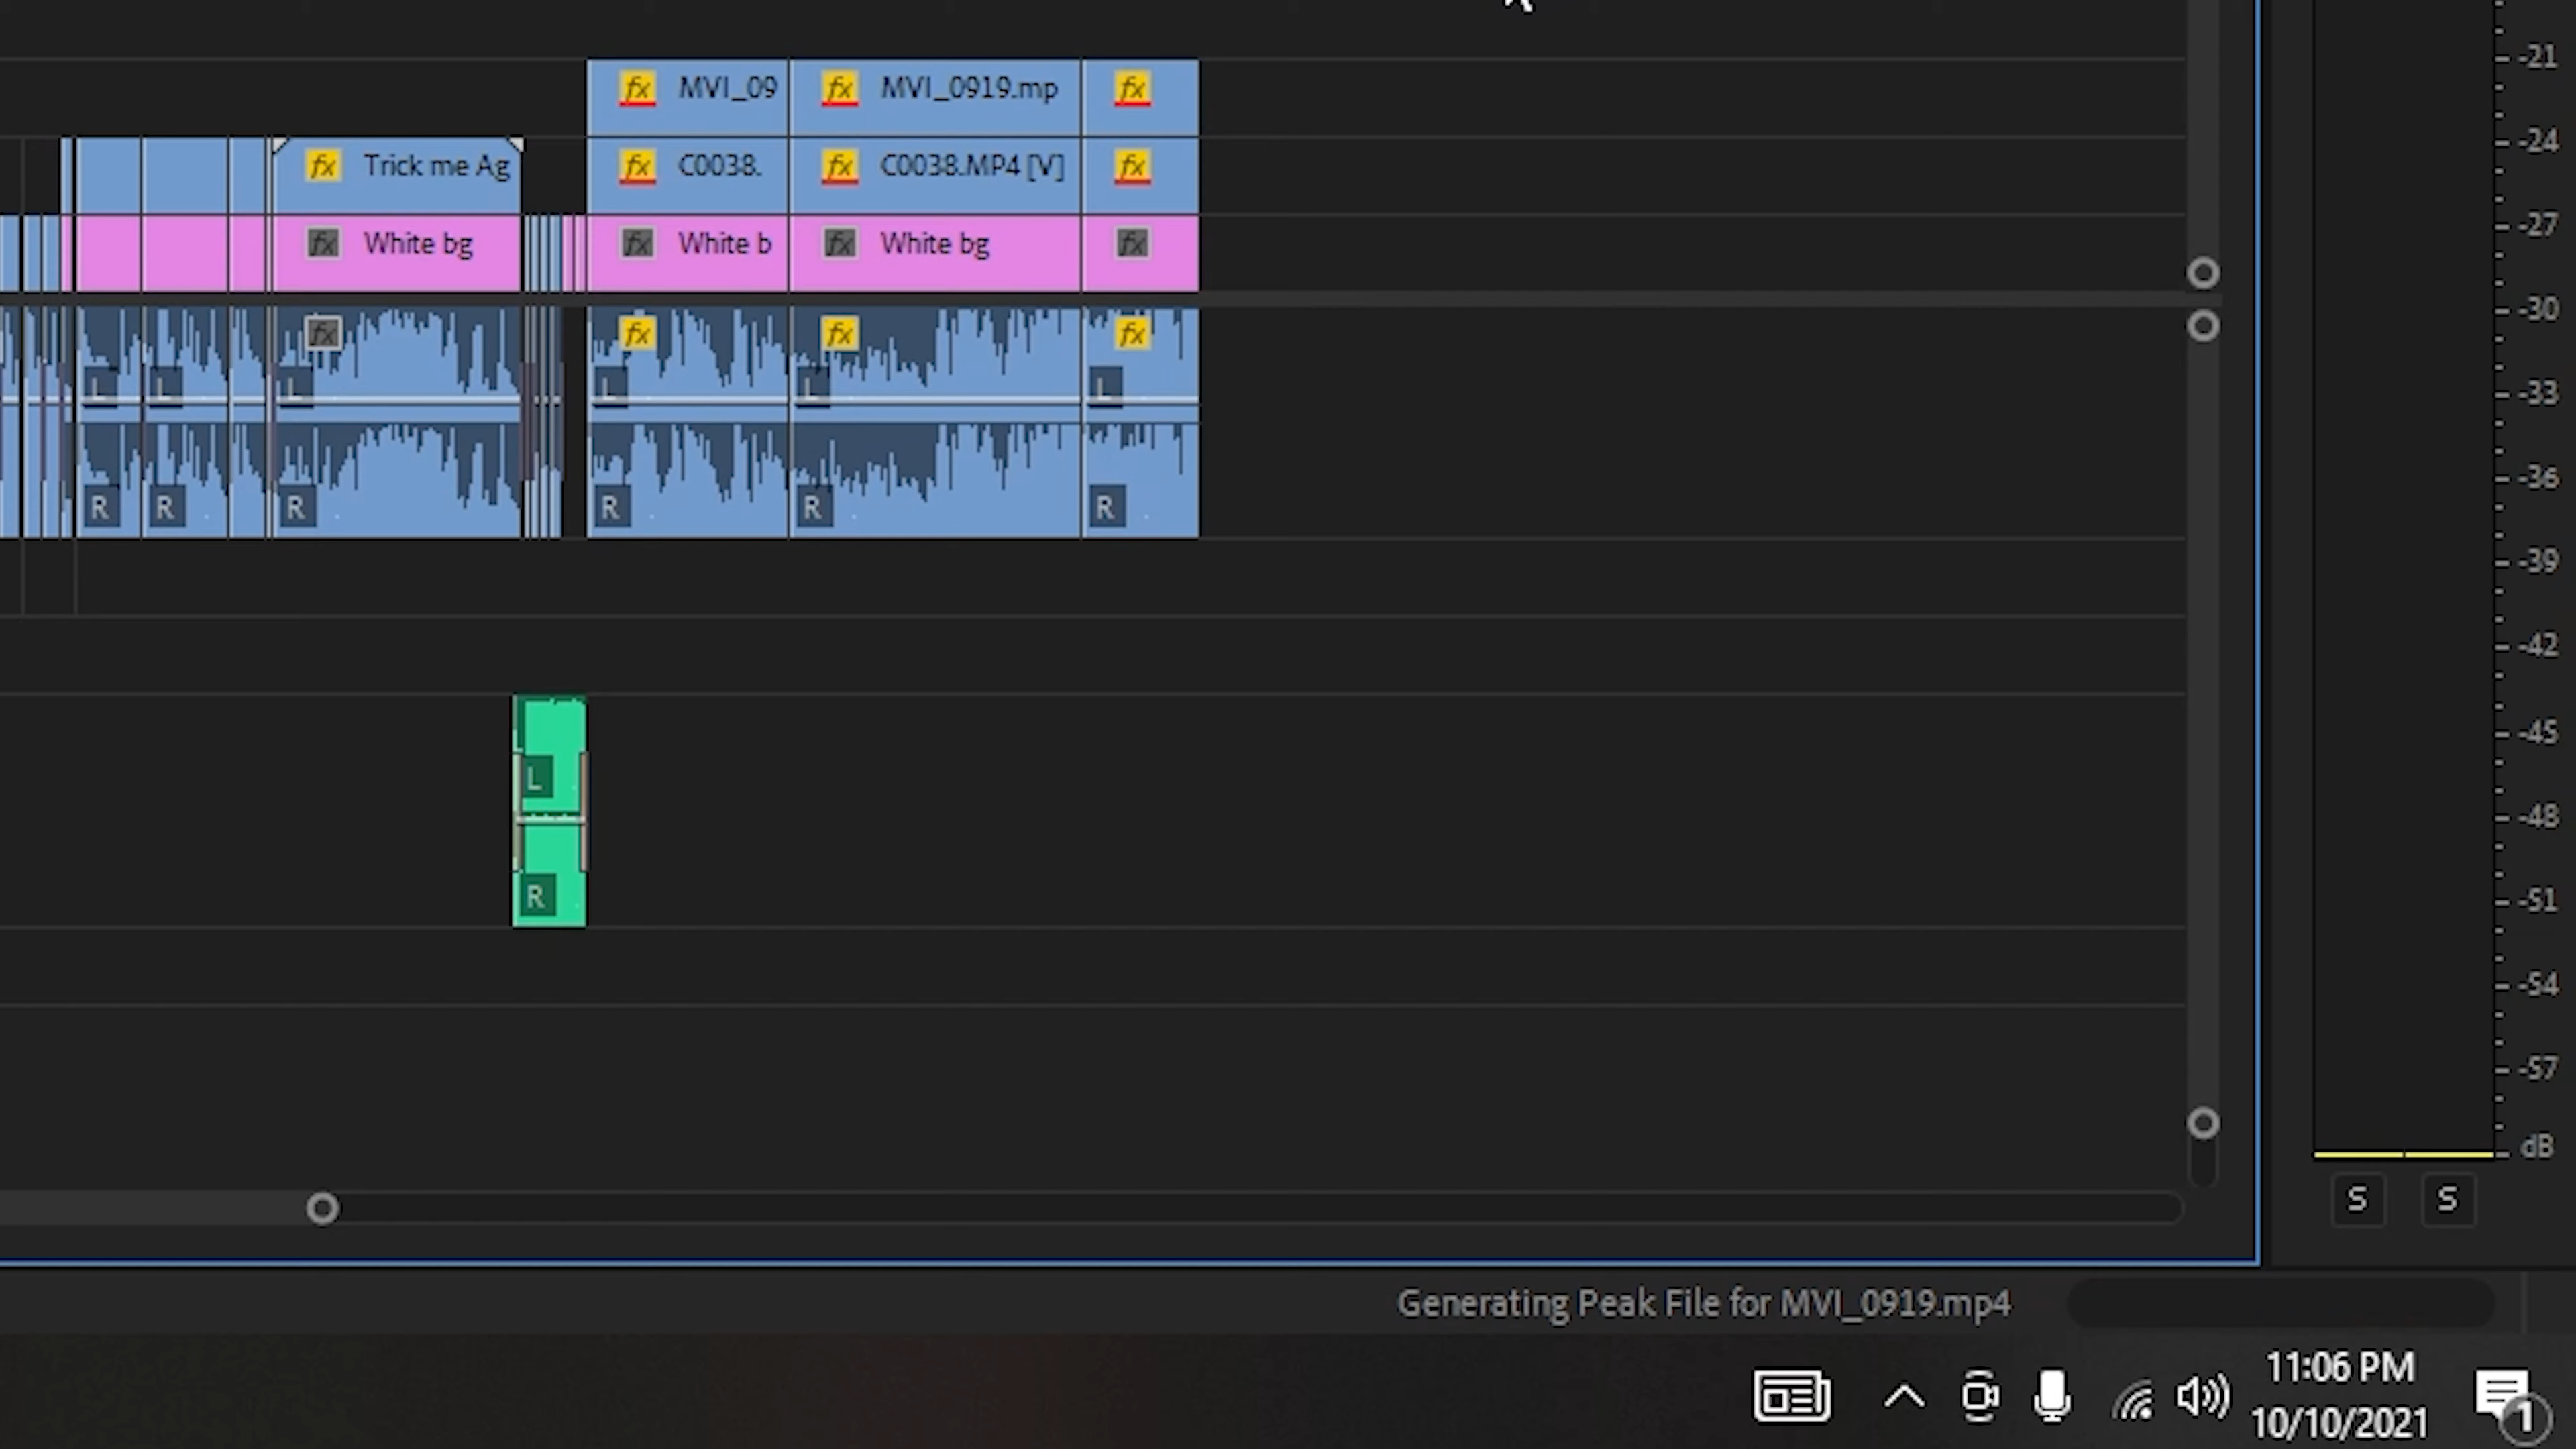 fx MVI_09 fx MVI_0919.mp fx
fx Trick me Ag fx C0038. fx C0038.MP4 [V] fx
fx White bg fx White b fx White bg fx
fx fx fx fx
L L L L L L
R R R R R R
L
R
-21
-24
-27
-30
-33
-36
-39
-42
-45
-48
-51
-54
-57
dB
S S
Generating Peak File for MVI_0919.mp4
11:06 PM
10/10/2021
1